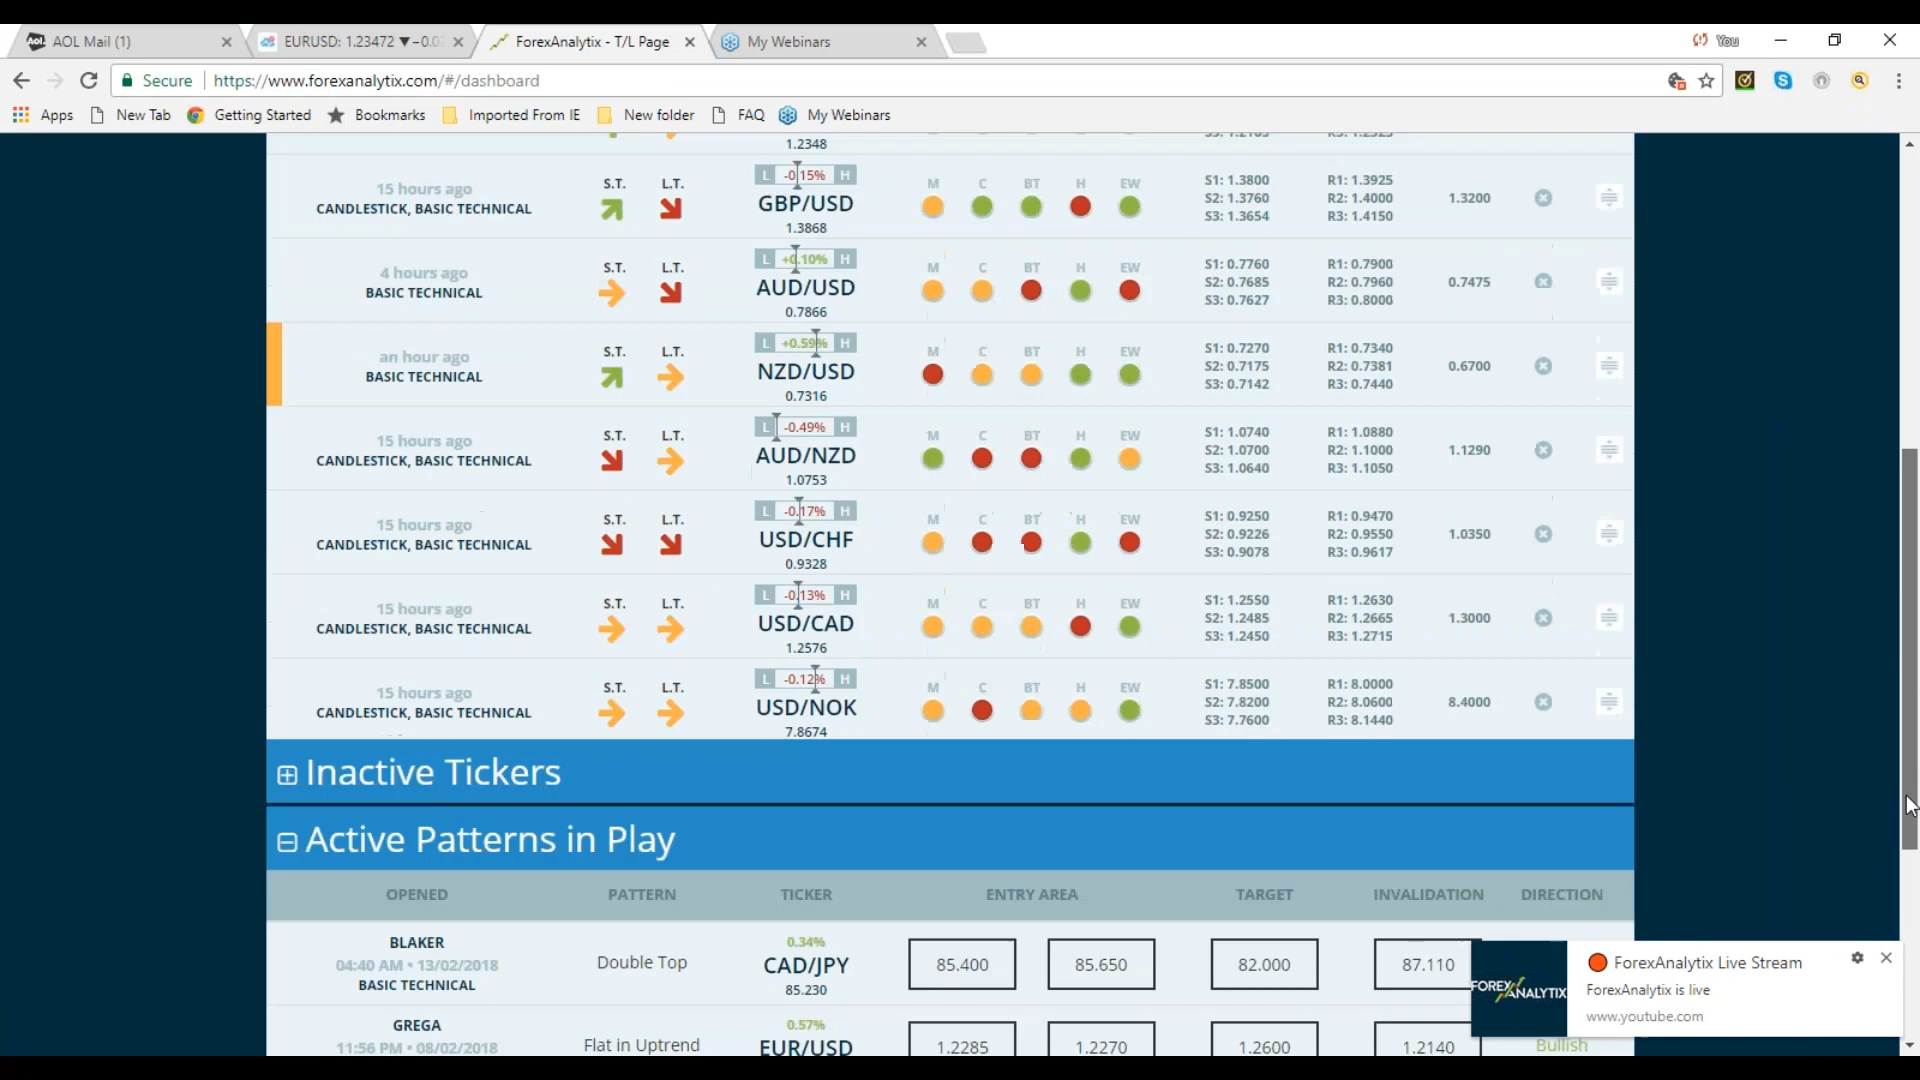 AOL Mail (1)
EURUSD: 1.23472 ▼−0.0
ForexAnalytix - T/L Page
My Webinars
You
Secure
https://www.forexanalytix.com/#/dashboard
Apps
New Tab
Getting Started
Bookmarks
Imported From IE
New folder
FAQ
My Webinars
1.2348
15 hours ago
CANDLESTICK, BASIC TECHNICAL
S.T. L.T.
L -0.15% H
GBP/USD
1.3868
M C BT H EW
S1: 1.3800 R1: 1.3925
S2: 1.3760 R2: 1.4000
S3: 1.3654 R3: 1.4150
1.3200
4 hours ago
BASIC TECHNICAL
S.T. L.T.
L +0.10% H
AUD/USD
0.7866
M C BT H EW
S1: 0.7760 R1: 0.7900
S2: 0.7685 R2: 0.7960
S3: 0.7627 R3: 0.8000
0.7475
an hour ago
BASIC TECHNICAL
S.T. L.T.
L +0.59% H
NZD/USD
0.7316
M C BT H EW
S1: 0.7270 R1: 0.7340
S2: 0.7175 R2: 0.7381
S3: 0.7142 R3: 0.7440
0.6700
15 hours ago
CANDLESTICK, BASIC TECHNICAL
S.T. L.T.
L -0.49% H
AUD/NZD
1.0753
M C BT H EW
S1: 1.0740 R1: 1.0880
S2: 1.0700 R2: 1.1000
S3: 1.0640 R3: 1.1050
1.1290
15 hours ago
CANDLESTICK, BASIC TECHNICAL
S.T. L.T.
L -0.17% H
USD/CHF
0.9328
M C BT H EW
S1: 0.9250 R1: 0.9470
S2: 0.9226 R2: 0.9550
S3: 0.9078 R3: 0.9617
1.0350
15 hours ago
CANDLESTICK, BASIC TECHNICAL
S.T. L.T.
L -0.13% H
USD/CAD
1.2576
M C BT H EW
S1: 1.2550 R1: 1.2630
S2: 1.2485 R2: 1.2665
S3: 1.2450 R3: 1.2715
1.3000
15 hours ago
CANDLESTICK, BASIC TECHNICAL
S.T. L.T.
L -0.12% H
USD/NOK
7.8674
M C BT H EW
S1: 7.8500 R1: 8.0000
S2: 7.8200 R2: 8.0600
S3: 7.7600 R3: 8.1440
8.4000
Inactive Tickers
Active Patterns in Play
OPENED PATTERN TICKER ENTRY AREA TARGET INVALIDATION DIRECTION
BLAKER
04:40 AM • 13/02/2018
BASIC TECHNICAL
Double Top
0.34%
CAD/JPY
85.230
85.400 85.650 82.000 87.110
GREGA
11:56 PM • 08/02/2018
Flat in Uptrend
0.57%
EUR/USD
1.2285 1.2270 1.2600 1.2140 Bullish
FOREX ANALYTIX
ForexAnalytix Live Stream
ForexAnalytix is live
www.youtube.com